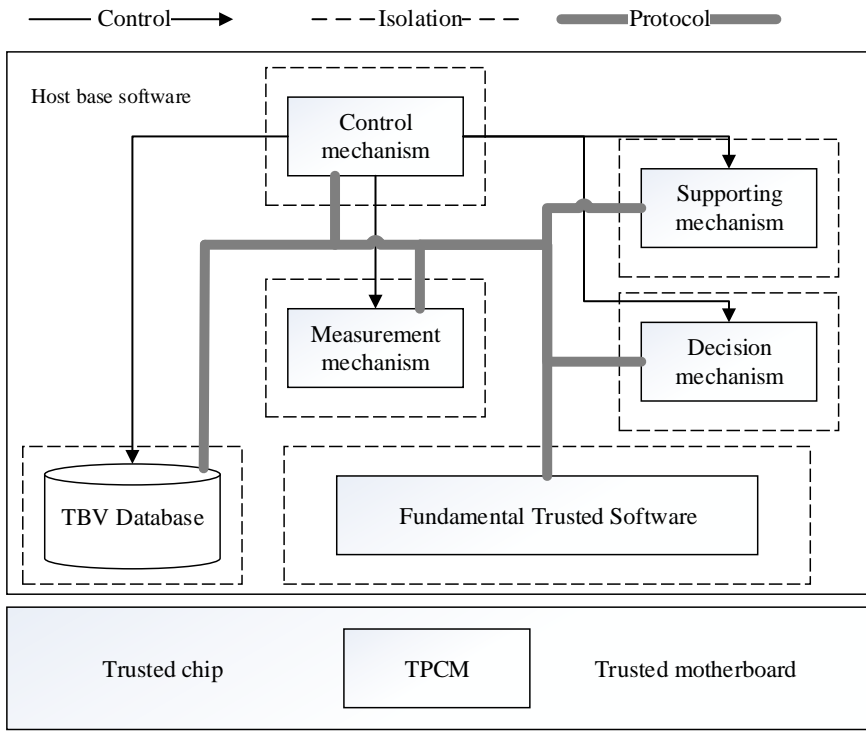 Control
Isolation
Protocol
Host base software
Control
mechanism
Supporting
mechanism
Measurement
mechanism
Decision
mechanism
TBV Database
Fundamental Trusted Software
Trusted chip
TPCM
Trusted motherboard